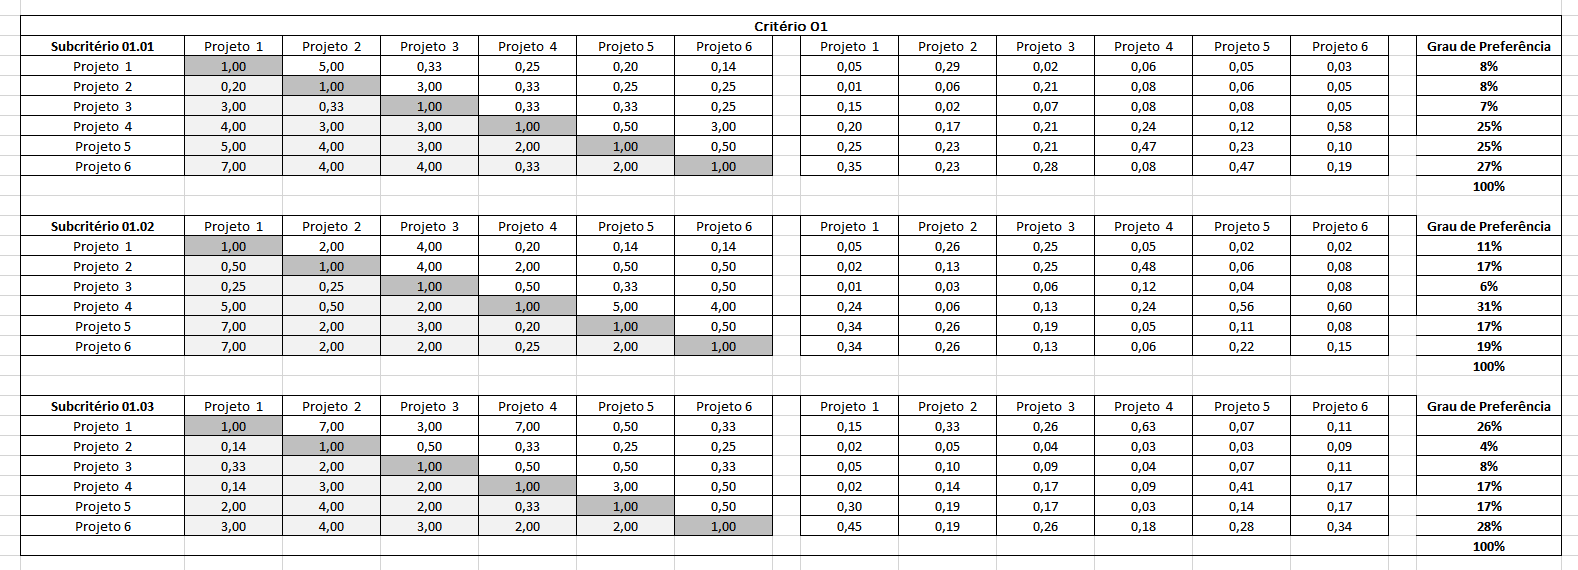 Critério 01
Subcritério 01.01 Projeto 1 Projeto 2 Projeto 3 Projeto 4 Projeto 5 Projeto 6 Projeto 1 Projeto 2 Projeto 3 Projeto 4 Projeto 5 Projeto 6 Grau de Preferência
Projeto 1 1,00 5,00 0,33 0,25 0,20 0,14 0,05 0,29 0,02 0,06 0,05 0,03 8%
Projeto 2 0,20 1,00 3,00 0,33 0,25 0,25 0,01 0,06 0,21 0,08 0,06 0,05 8%
Projeto 3 3,00 0,33 1,00 0,33 0,33 0,25 0,15 0,02 0,07 0,08 0,08 0,05 7%
Projeto 4 4,00 3,00 3,00 1,00 0,50 3,00 0,20 0,17 0,21 0,24 0,12 0,58 25%
Projeto 5 5,00 4,00 3,00 2,00 1,00 0,50 0,25 0,23 0,21 0,47 0,23 0,10 25%
Projeto 6 7,00 4,00 4,00 0,33 2,00 1,00 0,35 0,23 0,28 0,08 0,47 0,19 27%
100%
Subcritério 01.02 Projeto 1 Projeto 2 Projeto 3 Projeto 4 Projeto 5 Projeto 6 Projeto 1 Projeto 2 Projeto 3 Projeto 4 Projeto 5 Projeto 6 Grau de Preferência
Projeto 1 1,00 2,00 4,00 0,20 0,14 0,14 0,05 0,26 0,25 0,05 0,02 0,02 11%
Projeto 2 0,50 1,00 4,00 2,00 0,50 0,50 0,02 0,13 0,25 0,48 0,06 0,08 17%
Projeto 3 0,25 0,25 1,00 0,50 0,33 0,50 0,01 0,03 0,06 0,12 0,04 0,08 6%
Projeto 4 5,00 0,50 2,00 1,00 5,00 4,00 0,24 0,06 0,13 0,24 0,56 0,60 31%
Projeto 5 7,00 2,00 3,00 0,20 1,00 0,50 0,34 0,26 0,19 0,05 0,11 0,08 17%
Projeto 6 7,00 2,00 2,00 0,25 2,00 1,00 0,34 0,26 0,13 0,06 0,22 0,15 19%
100%
Subcritério 01.03 Projeto 1 Projeto 2 Projeto 3 Projeto 4 Projeto 5 Projeto 6 Projeto 1 Projeto 2 Projeto 3 Projeto 4 Projeto 5 Projeto 6 Grau de Preferência
Projeto 1 1,00 7,00 3,00 7,00 0,50 0,33 0,15 0,33 0,26 0,63 0,07 0,11 26%
Projeto 2 0,14 1,00 0,50 0,33 0,25 0,25 0,02 0,05 0,04 0,03 0,03 0,09 4%
Projeto 3 0,33 2,00 1,00 0,50 0,50 0,33 0,05 0,10 0,09 0,04 0,07 0,11 8%
Projeto 4 0,14 3,00 2,00 1,00 3,00 0,50 0,02 0,14 0,17 0,09 0,41 0,17 17%
Projeto 5 2,00 4,00 2,00 0,33 1,00 0,50 0,30 0,19 0,17 0,03 0,14 0,17 17%
Projeto 6 3,00 4,00 3,00 2,00 2,00 1,00 0,45 0,19 0,26 0,18 0,28 0,34 28%
100%